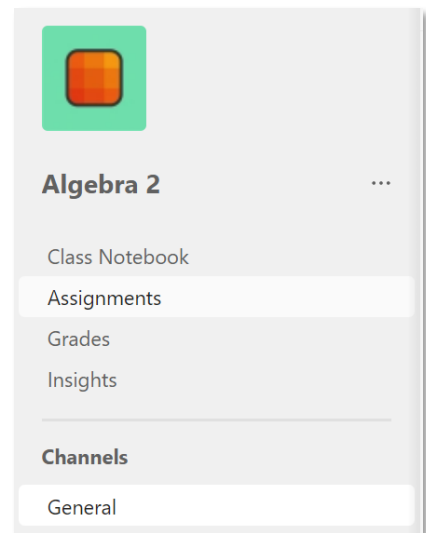 Algebra 2
Class Notebook
Assignments
Grades
Insights
Channels
General